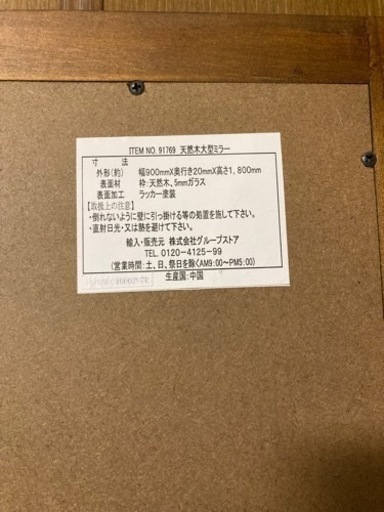 ITEM NO. 91769 天然木大型ミラー
寸 法
外形(約) 幅900mmX奥行き20mmX高さ1,800mm
表面材 枠:天然木、5mmガラス
表面加工 ラッカー塗装
【取扱上の注意】
・倒れないように壁に引っ掛ける等の処置を施して下さい。
・直射日光・又は熱を避けて下さい。
輸入・販売元 株式会社グループストア
TEL. 0120-4125-99
(営業時間:土、日、祭日を除くAM9:00~PM5:00)
生産国:中国